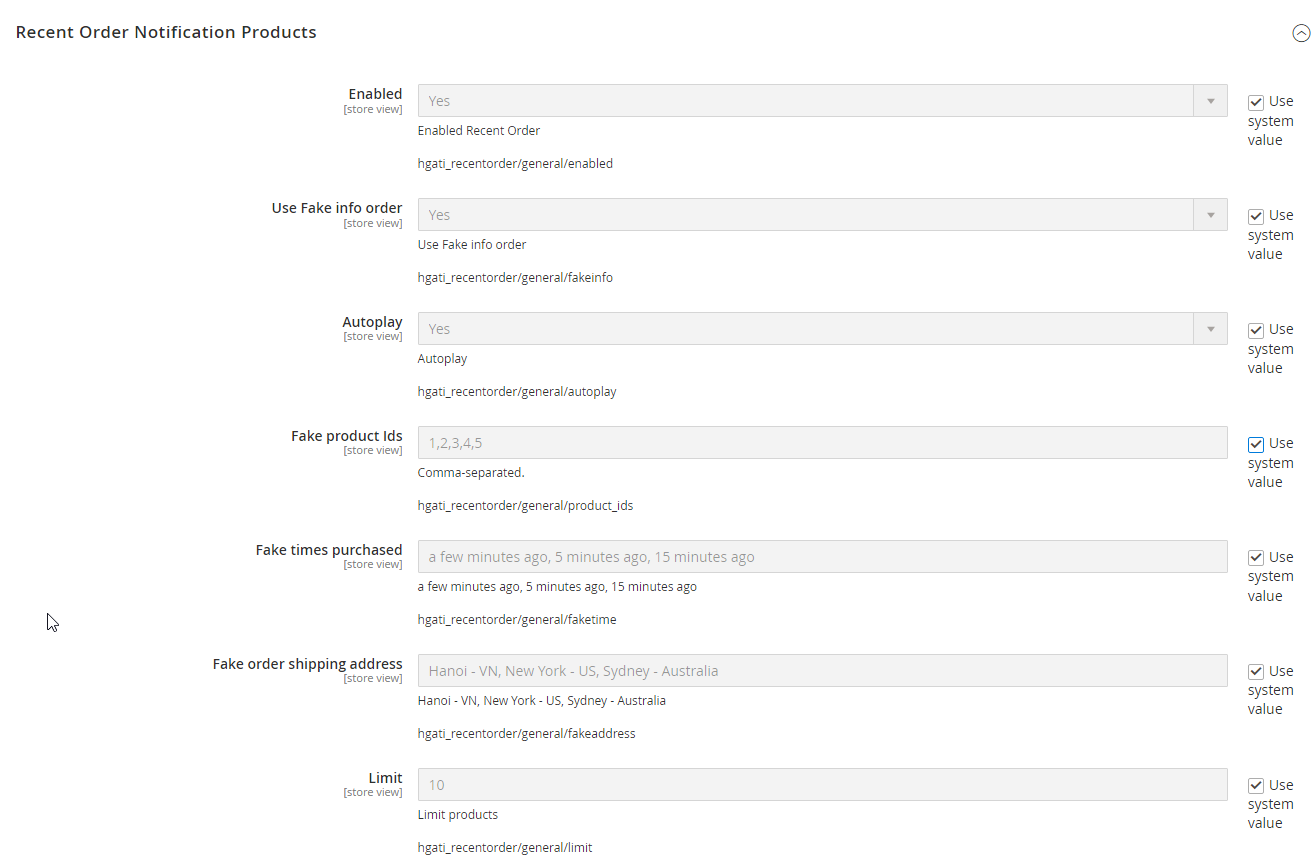 Recent Order Notification Products
Enabled
[store view]
Yes
Use system value
Enabled Recent Order
hgati_recentorder/general/enabled
Use Fake info order
[store view]
Yes
Use system value
Use Fake info order
hgati_recentorder/general/fakeinfo
Autoplay
[store view]
Yes
Use system value
Autoplay
hgati_recentorder/general/autoplay
Fake product Ids
[store view]
1,2,3,4,5
Use system value
Comma-separated.
hgati_recentorder/general/product_ids
Fake times purchased
[store view]
a few minutes ago, 5 minutes ago, 15 minutes ago
Use system value
a few minutes ago, 5 minutes ago, 15 minutes ago
hgati_recentorder/general/faketime
Fake order shipping address
[store view]
Hanoi - VN, New York - US, Sydney - Australia
Use system value
Hanoi - VN, New York - US, Sydney - Australia
hgati_recentorder/general/fakeaddress
Limit
[store view]
10
Use system value
Limit products
hgati_recentorder/general/limit